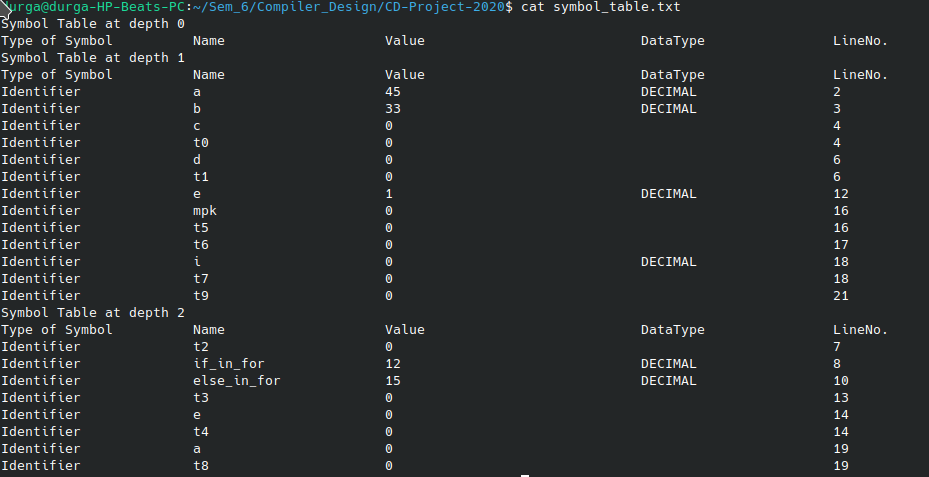 durga@durga-HP-Beats-PC:~/Sem_6/Compiler_Design/CD-Project-2020$ cat symbol_table.txt
Symbol Table at depth 0
Type of Symbol Name Value DataType LineNo.
Symbol Table at depth 1
Type of Symbol Name Value DataType LineNo.
Identifier a 45 DECIMAL 2
Identifier b 33 DECIMAL 3
Identifier c 0 4
Identifier t0 0 4
Identifier d 0 6
Identifier t1 0 6
Identifier e 1 DECIMAL 12
Identifier mpk 0 16
Identifier t5 0 16
Identifier t6 0 17
Identifier i 0 DECIMAL 18
Identifier t7 0 18
Identifier t9 0 21
Symbol Table at depth 2
Type of Symbol Name Value DataType LineNo.
Identifier t2 0 7
Identifier if_in_for 12 DECIMAL 8
Identifier else_in_for 15 DECIMAL 10
Identifier t3 0 13
Identifier e 0 14
Identifier t4 0 14
Identifier a 0 19
Identifier t8 0 19